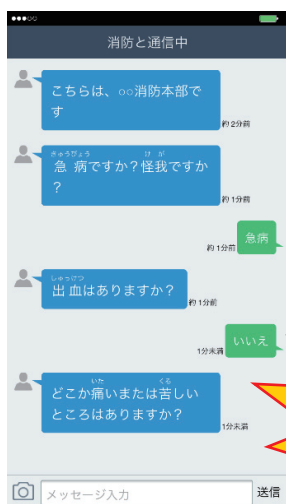 消防と通信中
こちらは、○○消防本部で
す
約2分前
きゅうびょう けが
急病ですか?怪我ですか
?
約1分前
急病
約1分前
しゅっけつ
出血はありますか?
約1分前
いいえ
1分未満
いた くる
どこか痛いまたは苦しい
ところはありますか?
1分未満
メッセージ入力
送信